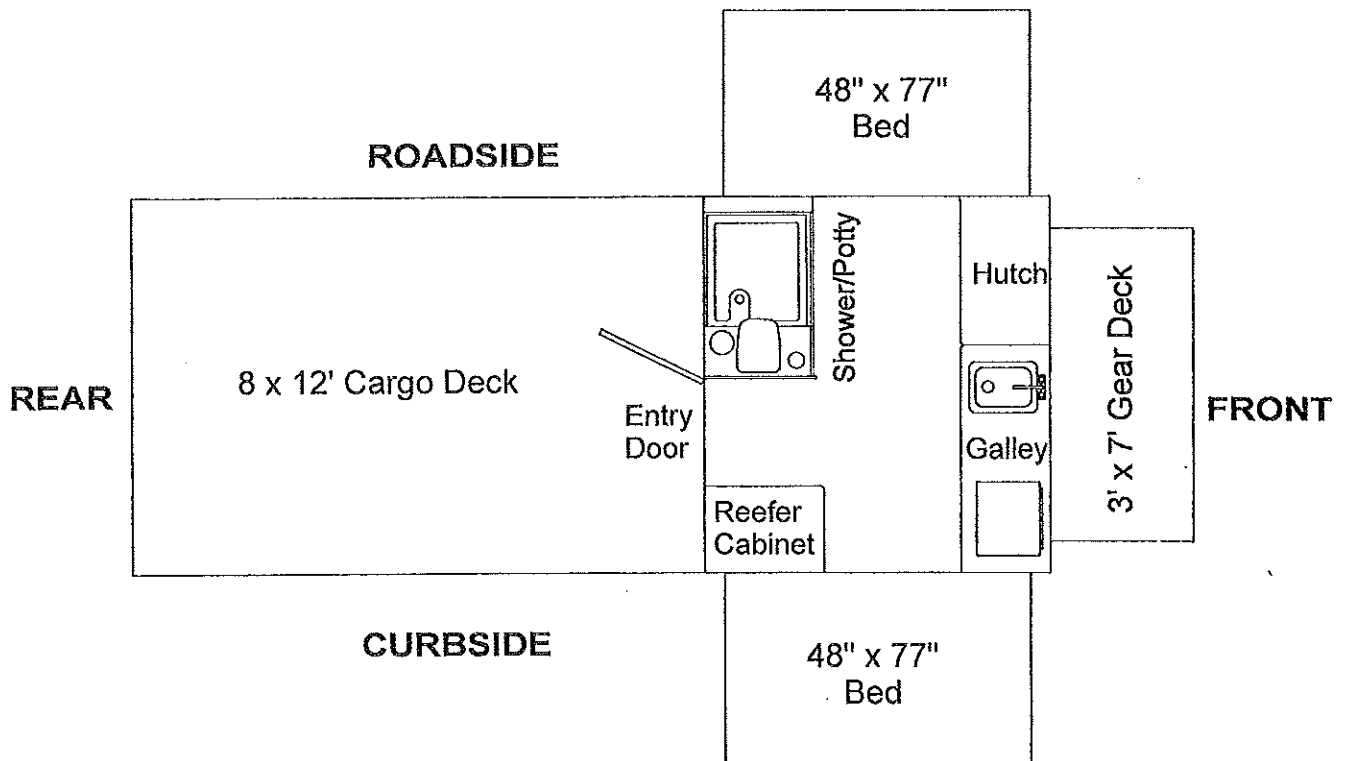 48" x 77"
Bed
ROADSIDE
Shower/Potty
Hutch
8 x 12' Cargo Deck
REAR
Entry
Door
Galley
3' x 7' Gear Deck
FRONT
Reefer
Cabinet
CURBSIDE
48" x 77"
Bed